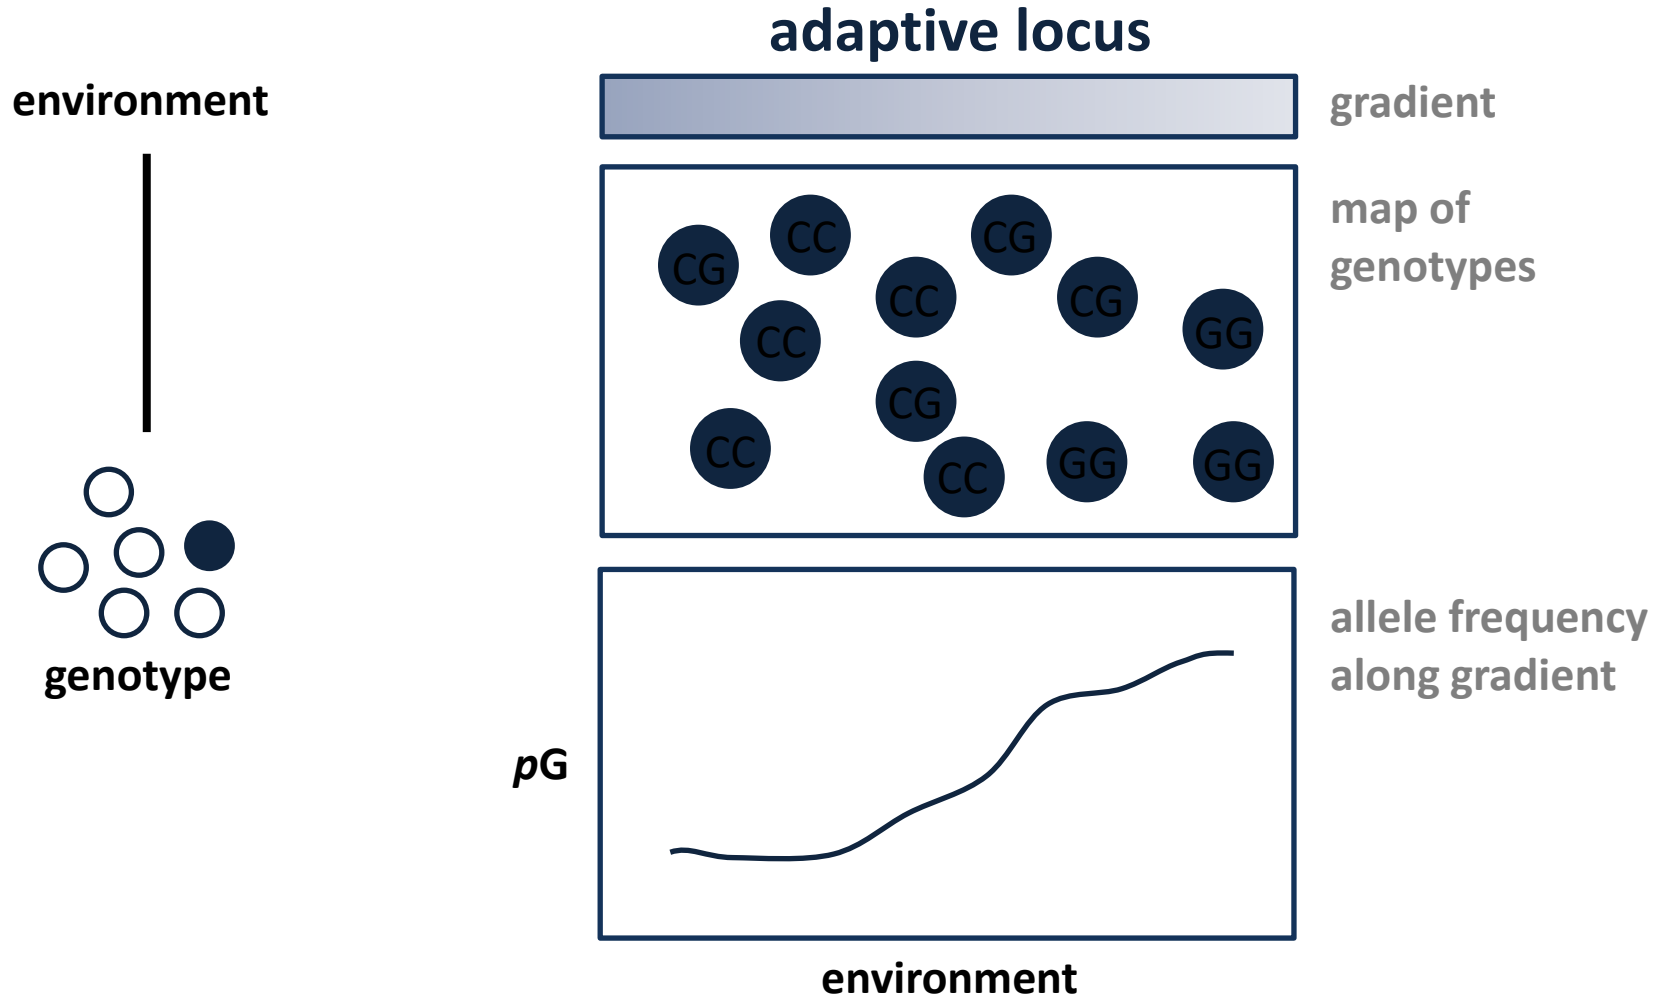 adaptive locus
environment
gradient
map of
genotypes
CG
CC
CG
CC
CG
CC
GG
CG
CC
CC
GG
GG
genotype
allele frequency
along gradient
pG
environment